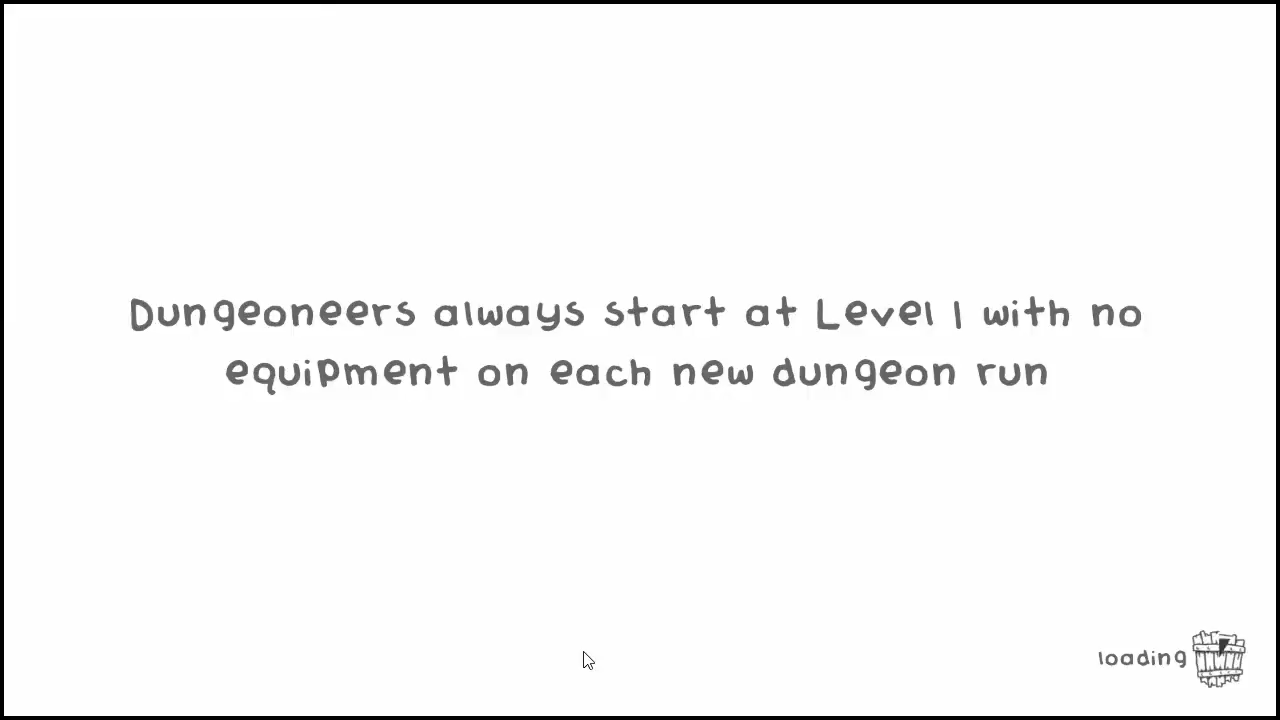 Dungeoneers always start at Level 1 with no
equipment on each new dungeon run
loading